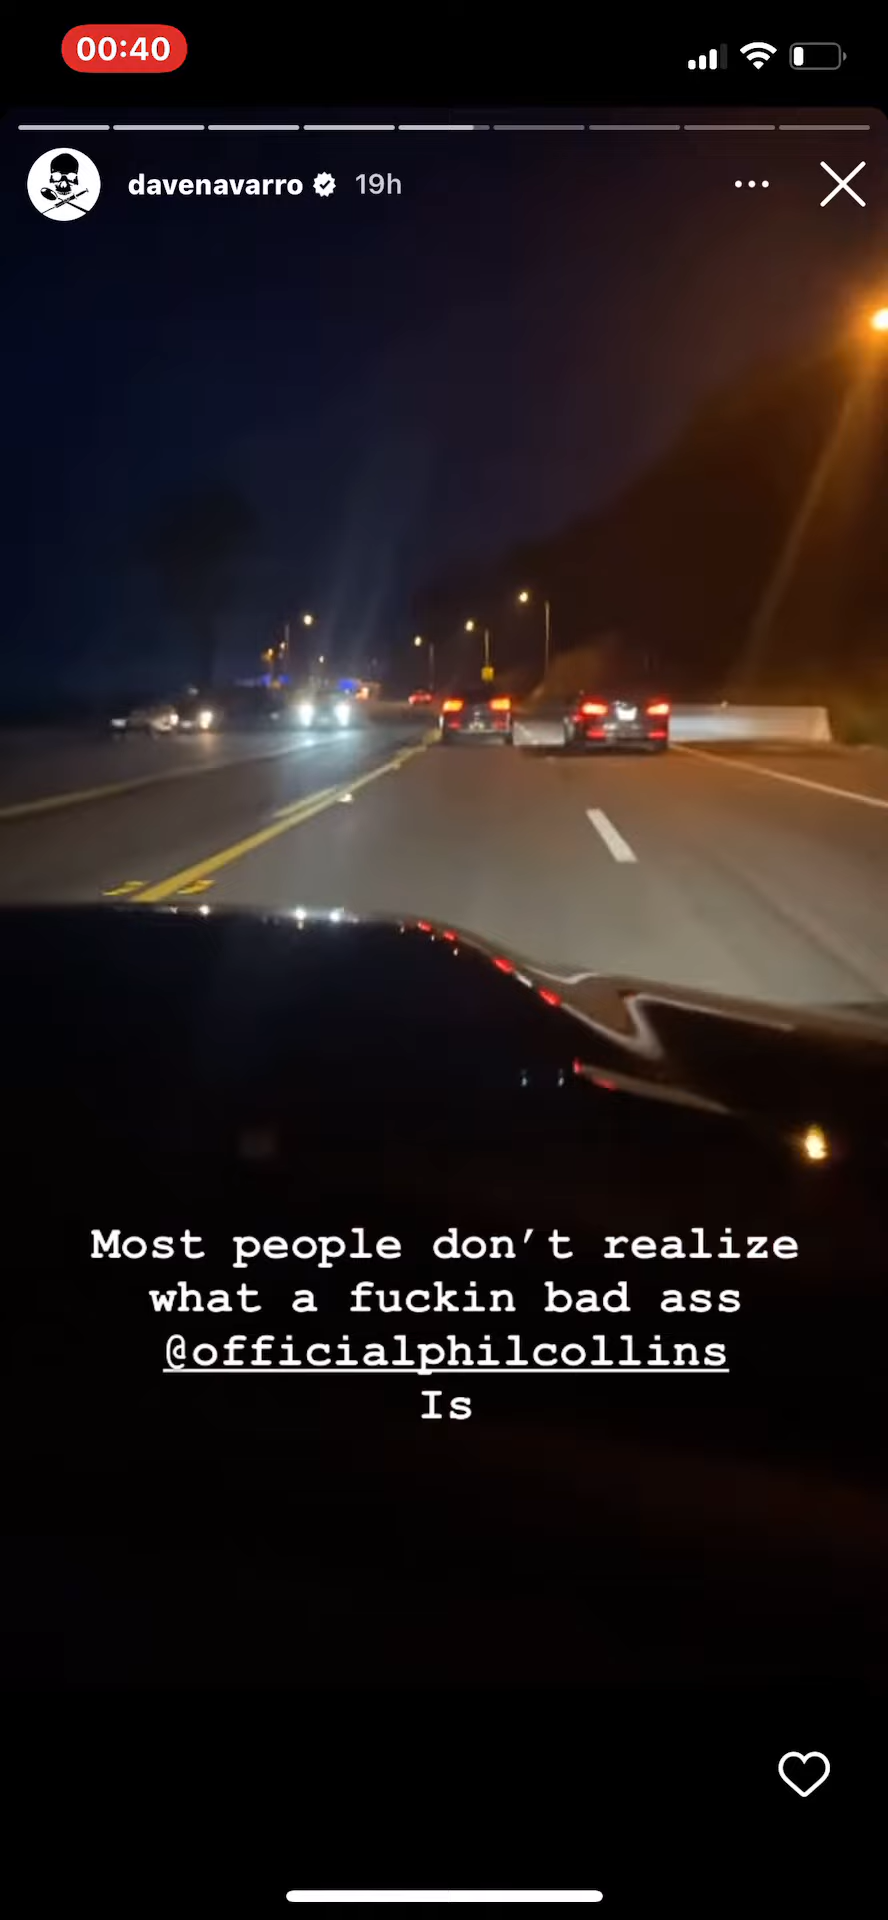 00:40
davenavarro 19h
Most people don't realize
what a fuckin bad ass
@officialphilcollins
Is